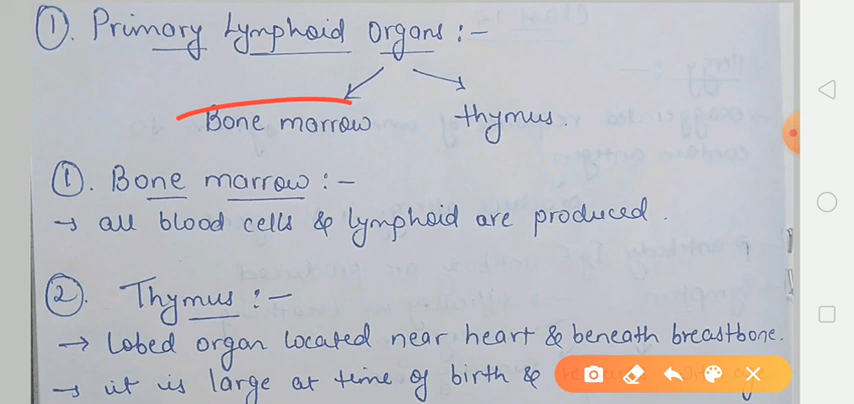 ①. Primary Lymphoid Organs :-
Bone marrow thymus.
①. Bone marrow :-
→ all blood cells & lymphoid are produced.
②. Thymus :-
→ Lobed organ located near heart & beneath breastbone.
→ it is large at time of birth &